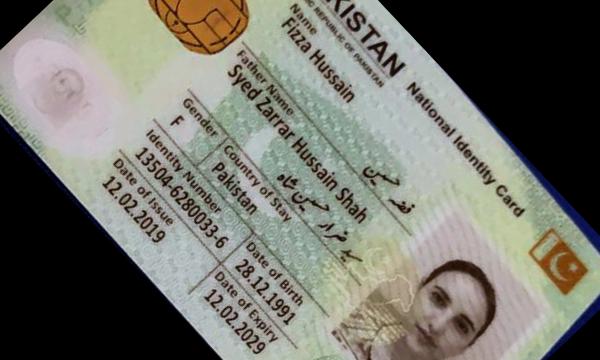 KISTAN National Identity Card
IC REPUBLIC OF PAKISTAN
Name
Fizza Hussain
فضہ حسین
Father Name
Syed Zarrar Hussain Shah
سید ضرار حسین شاہ
Gender Country of Stay
F Pakistan
Identity Number Date of Birth
13504-6280033-6 28.12.1991
Date of Issue Date of Expiry
12.02.2019 12.02.2029